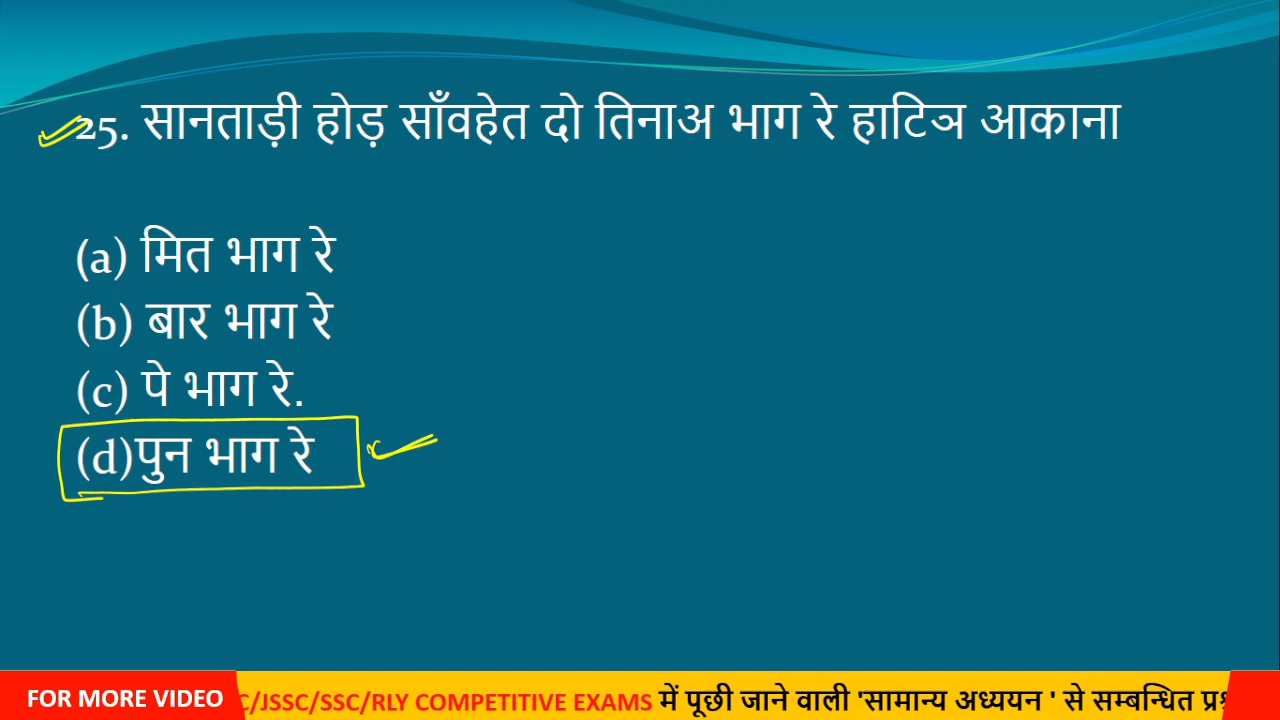 25. सानताड़ी होड़ साँवहेत दो तिनाअ भाग रे हाटिञ आकाना
(a) मित भाग रे
(b) बार भाग रे
(c) पे भाग रे.
(d)पुन भाग रे
FOR MORE VIDEO C/JSSC/SSC/RLY COMPETITIVE EXAMS में पूछी जाने वाली 'सामान्य अध्ययन ' से सम्बन्धित